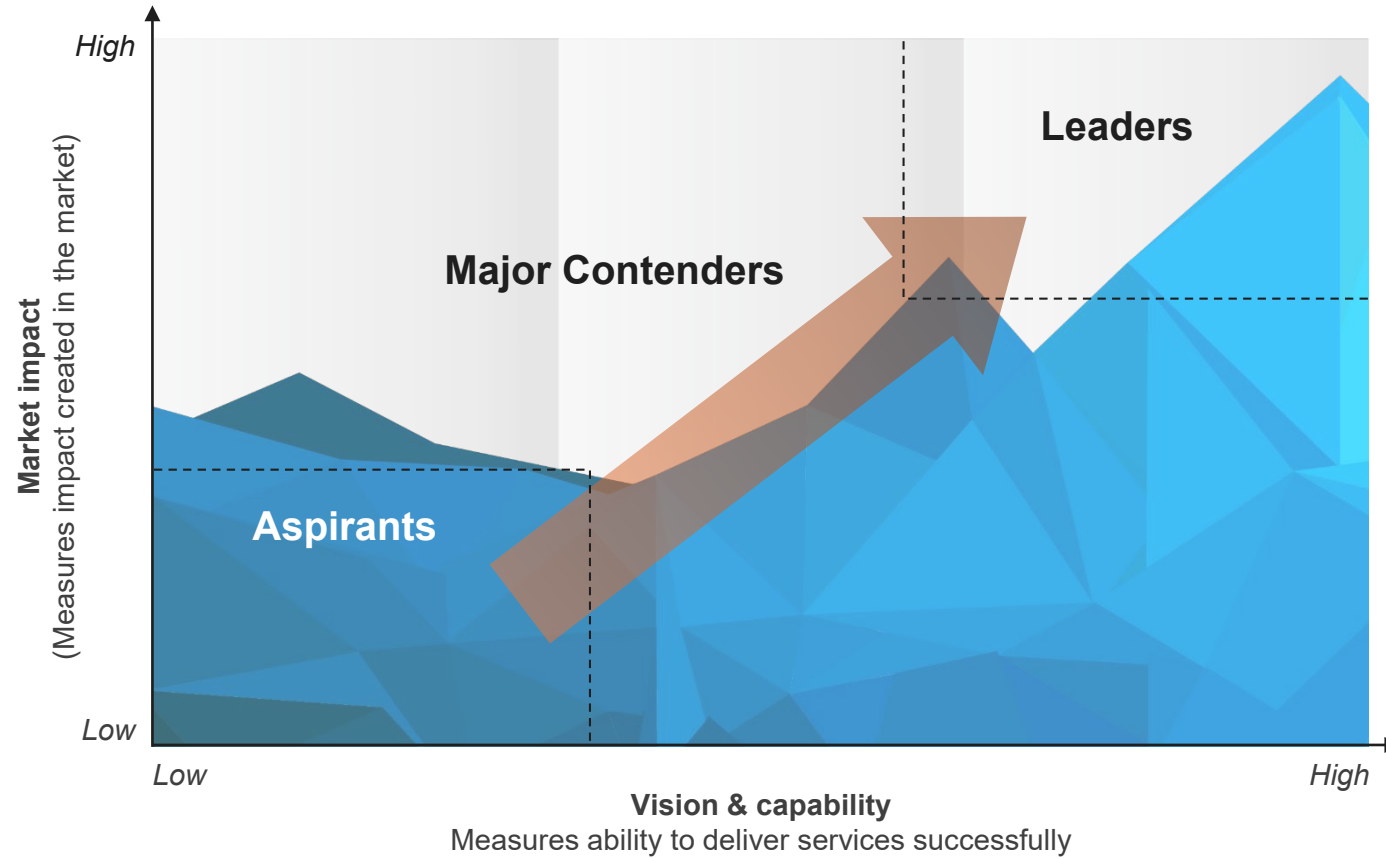 High
Market impact
(Measures impact created in the market)
Leaders
Major Contenders
Aspirants
Low
Low
High
Vision & capability
Measures ability to deliver services successfully